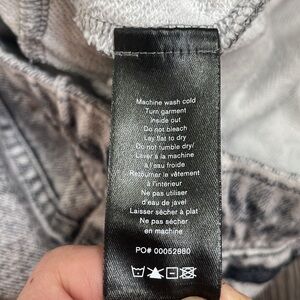 Machine wash cold
Turn garment
inside out
Do not bleach
Lay flat to dry
Do not tumble dry/
Laver à la machine
à l'eau froide
Retourner le vêtement
à l'intérieur
Ne pas utiliser
d'eau de javel
Laisser sécher à plat
Ne pas sécher
en machine
PO# 00052880